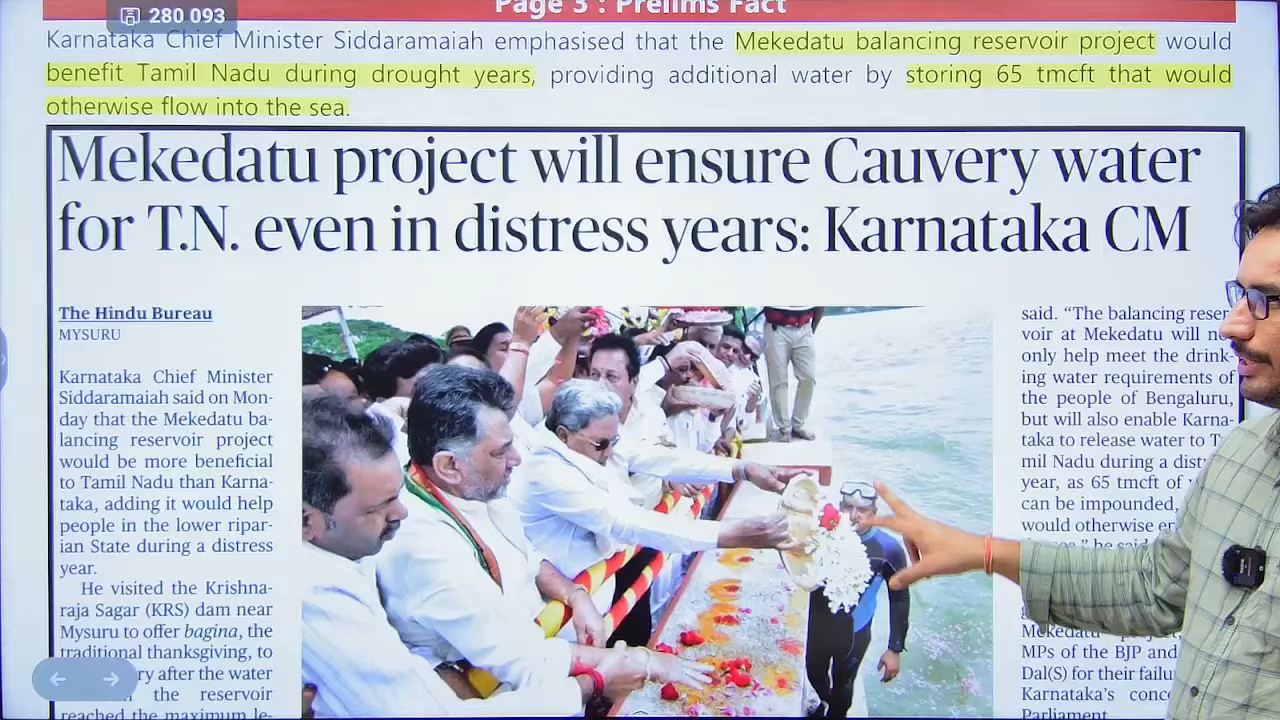 Page 3 : Prelims Fact
280 093
Karnataka Chief Minister Siddaramaiah emphasised that the Mekedatu balancing reservoir project would
benefit Tamil Nadu during drought years, providing additional water by storing 65 tmcft that would
otherwise flow into the sea.
Mekedatu project will ensure Cauvery water
for T.N. even in distress years: Karnataka CM
The Hindu Bureau
MYSURU
Karnataka Chief Minister
Siddaramaiah said on Mon-
day that the Mekedatu ba-
lancing reservoir project
would be more beneficial
to Tamil Nadu than Karna-
taka, adding it would help
people in the lower ripar-
ian State during a distress
year.
He visited the Krishna-
raja Sagar (KRS) dam near
Mysuru to offer bagina, the
traditional thanksgiving, to
after the water
the reservoir
reached the maximum le-
said. “The balancing reser-
voir at Mekedatu will
only help meet the drink-
ing water requirements of
the people of Bengaluru,
but will also enable Karna-
taka to release water to
mil Nadu during a
year, as 65 tmcft of
can be impounded,
would otherwise
he said
Mekedatu
MPs of the BJP and
Dal(S) for their
Karnataka’s
Parliament